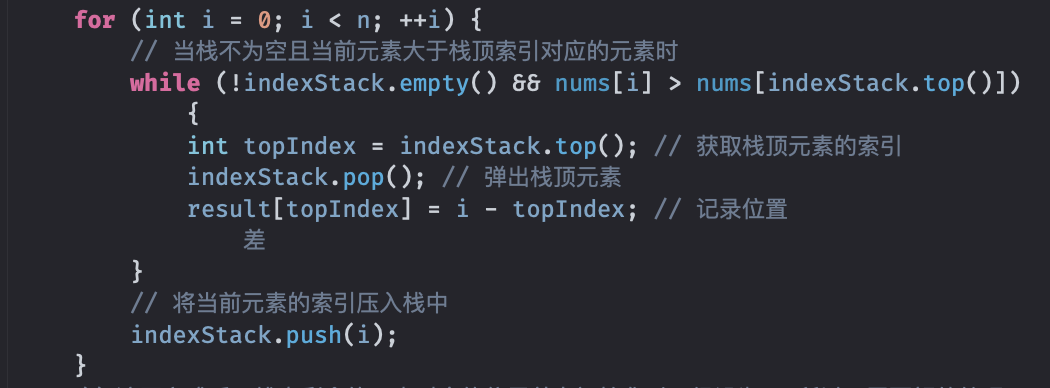 for (int i = 0; i < n; ++i) {
// 当栈不为空且当前元素大于栈顶索引对应的元素时
while (!indexStack.empty() && nums[i] > nums[indexStack.top()])
{
int topIndex = indexStack.top(); // 获取栈顶元素的索引
indexStack.pop(); // 弹出栈顶元素
result[topIndex] = i - topIndex; // 记录位置
差
}
// 将当前元素的索引压入栈中
indexStack.push(i);
}